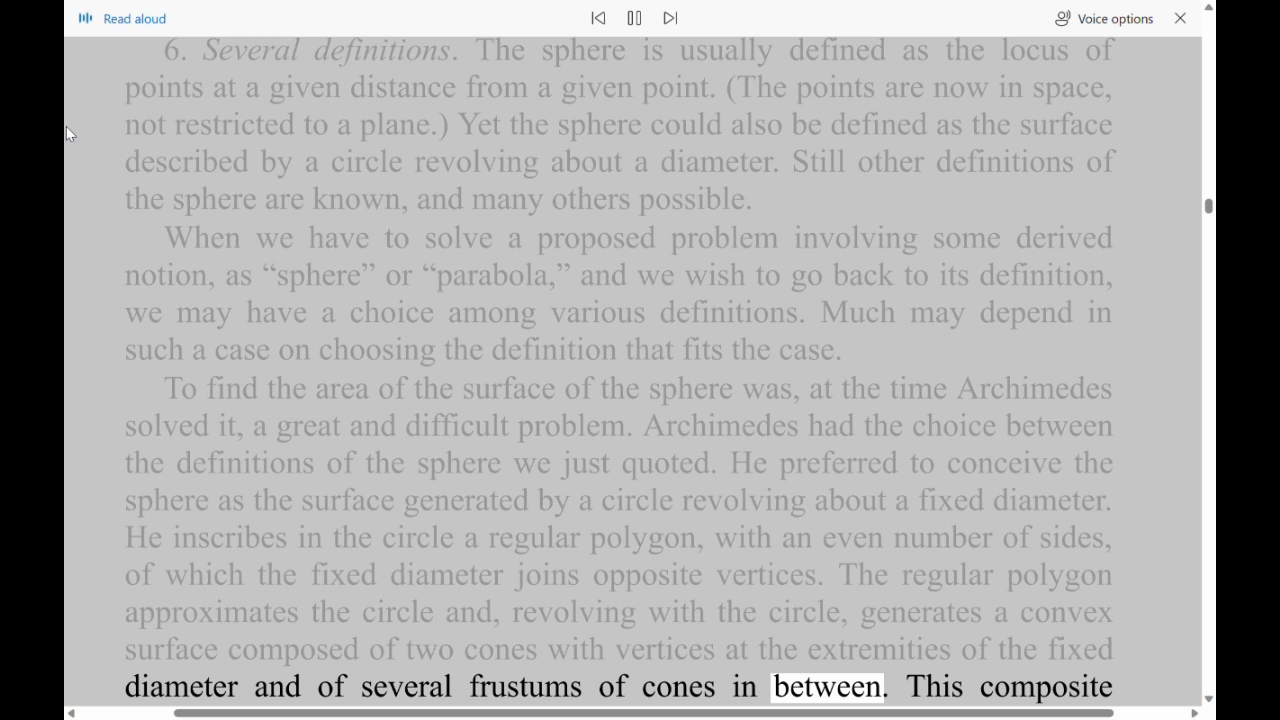 Read aloud
Voice options
6. Several definitions. The sphere is usually defined as the locus of
points at a given distance from a given point. (The points are now in space,
not restricted to a plane.) Yet the sphere could also be defined as the surface
described by a circle revolving about a diameter. Still other definitions of
the sphere are known, and many others possible.
When we have to solve a proposed problem involving some derived
notion, as “sphere” or “parabola,” and we wish to go back to its definition,
we may have a choice among various definitions. Much may depend in
such a case on choosing the definition that fits the case.
To find the area of the surface of the sphere was, at the time Archimedes
solved it, a great and difficult problem. Archimedes had the choice between
the definitions of the sphere we just quoted. He preferred to conceive the
sphere as the surface generated by a circle revolving about a fixed diameter.
He inscribes in the circle a regular polygon, with an even number of sides,
of which the fixed diameter joins opposite vertices. The regular polygon
approximates the circle and, revolving with the circle, generates a convex
surface composed of two cones with vertices at the extremities of the fixed
diameter and of several frustums of cones in between. This composite